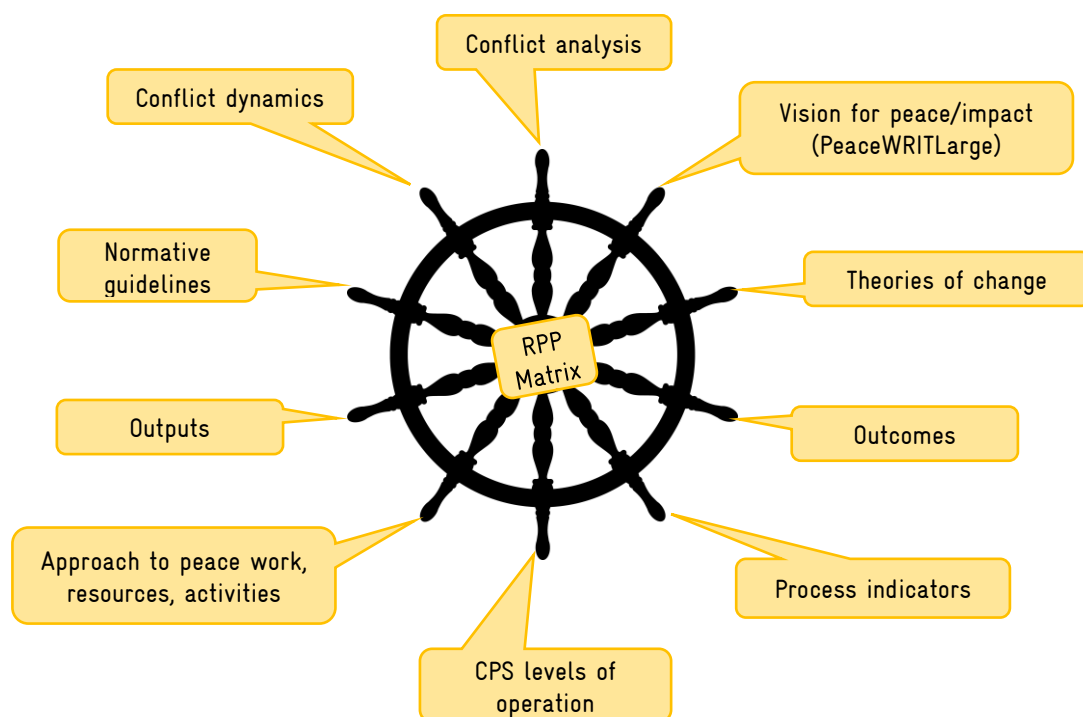 Conflict analysis
Conflict dynamics
Vision for peace/impact
(PeaceWRITLarge)
Normative
guidelines
Theories of change
RPP
Matrix
Outputs
Outcomes
Approach to peace work,
resources, activities
Process indicators
CPS levels of
operation